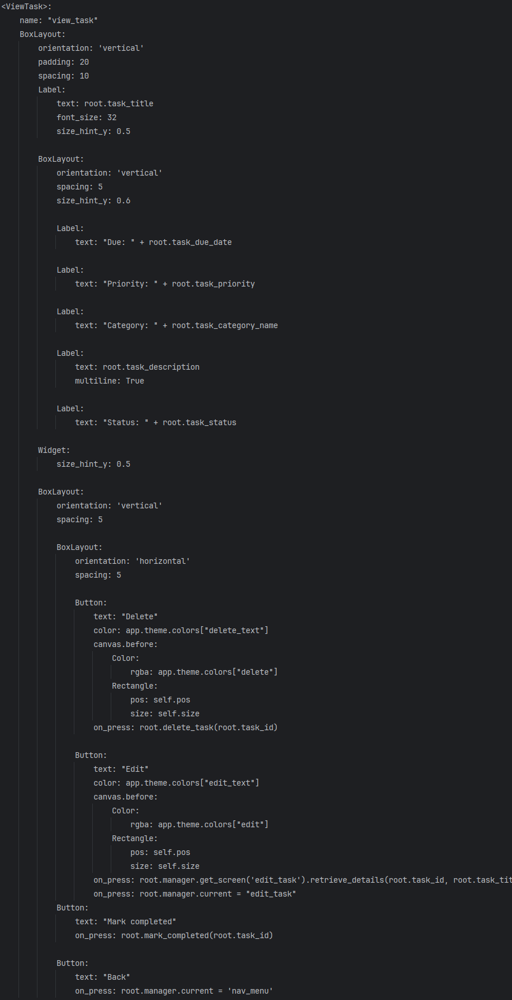 <ViewTask>:
    name: "view_task"
    BoxLayout:
        orientation: 'vertical'
        padding: 20
        spacing: 10
        Label:
            text: root.task_title
            font_size: 32
            size_hint_y: 0.5

        BoxLayout:
            orientation: 'vertical'
            spacing: 5
            size_hint_y: 0.6

            Label:
                text: "Due: " + root.task_due_date

            Label:
                text: "Priority: " + root.task_priority

            Label:
                text: "Category: " + root.task_category_name

            Label:
                text: root.task_description
                multiline: True

            Label:
                text: "Status: " + root.task_status

        Widget:
            size_hint_y: 0.5

        BoxLayout:
            orientation: 'vertical'
            spacing: 5

            BoxLayout:
                orientation: 'horizontal'
                spacing: 5

                Button:
                    text: "Delete"
                    color: app.theme.colors["delete_text"]
                    canvas.before:
                        Color:
                            rgba: app.theme.colors["delete"]
                        Rectangle:
                            pos: self.pos
                            size: self.size
                    on_press: root.delete_task(root.task_id)

                Button:
                    text: "Edit"
                    color: app.theme.colors["edit_text"]
                    canvas.before:
                        Color:
                            rgba: app.theme.colors["edit"]
                        Rectangle:
                            pos: self.pos
                            size: self.size
                    on_press: root.manager.get_screen('edit_task').retrieve_details(root.task_id, root.task_tit
                    on_press: root.manager.current = "edit_task"
            Button:
                text: "Mark completed"
                on_press: root.mark_completed(root.task_id)

            Button:
                text: "Back"
                on_press: root.manager.current = 'nav_menu'